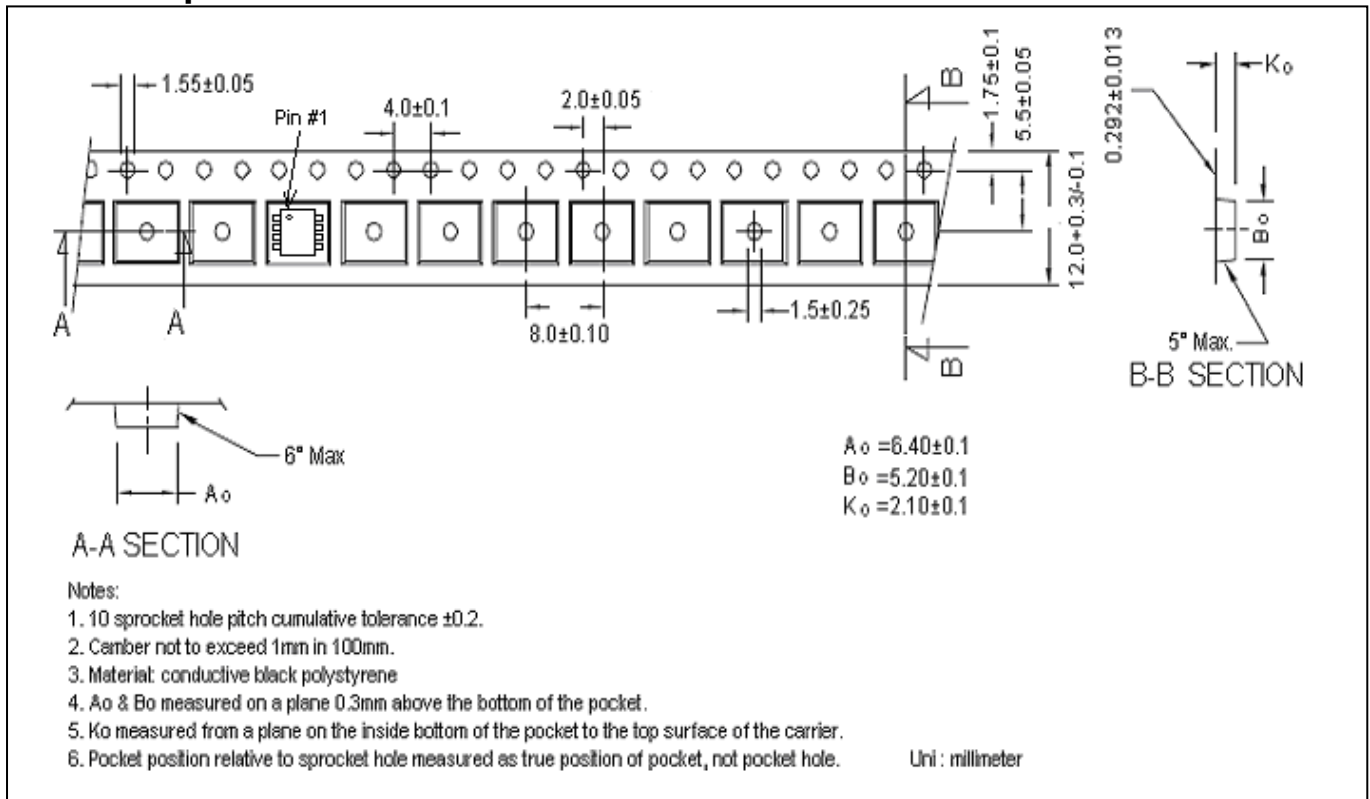 1.55±0.05
Pin #1
4.0±0.1
2.0±0.05
B
1.75±0.1
5.5±0.05
0.292±0.013
Ko
12.0+0.3/-0.1
Bo
A
A
8.0±0.10
1.5±0.25
B
5° Max.
B-B SECTION
6° Max
Ao
Ao =6.40±0.1
Bo =5.20±0.1
Ko =2.10±0.1
A-A SECTION
Notes:
1. 10 sprocket hole pitch cumulative tolerance ±0.2.
2. Camber not to exceed 1mm in 100mm.
3. Material: conductive black polystyrene
4. Ao & Bo measured on a plane 0.3mm above the bottom of the pocket.
5. Ko measured from a plane on the inside bottom of the pocket to the top surface of the carrier.
6. Pocket position relative to sprocket hole measured as true position of pocket, not pocket hole.
Uni : millimeter